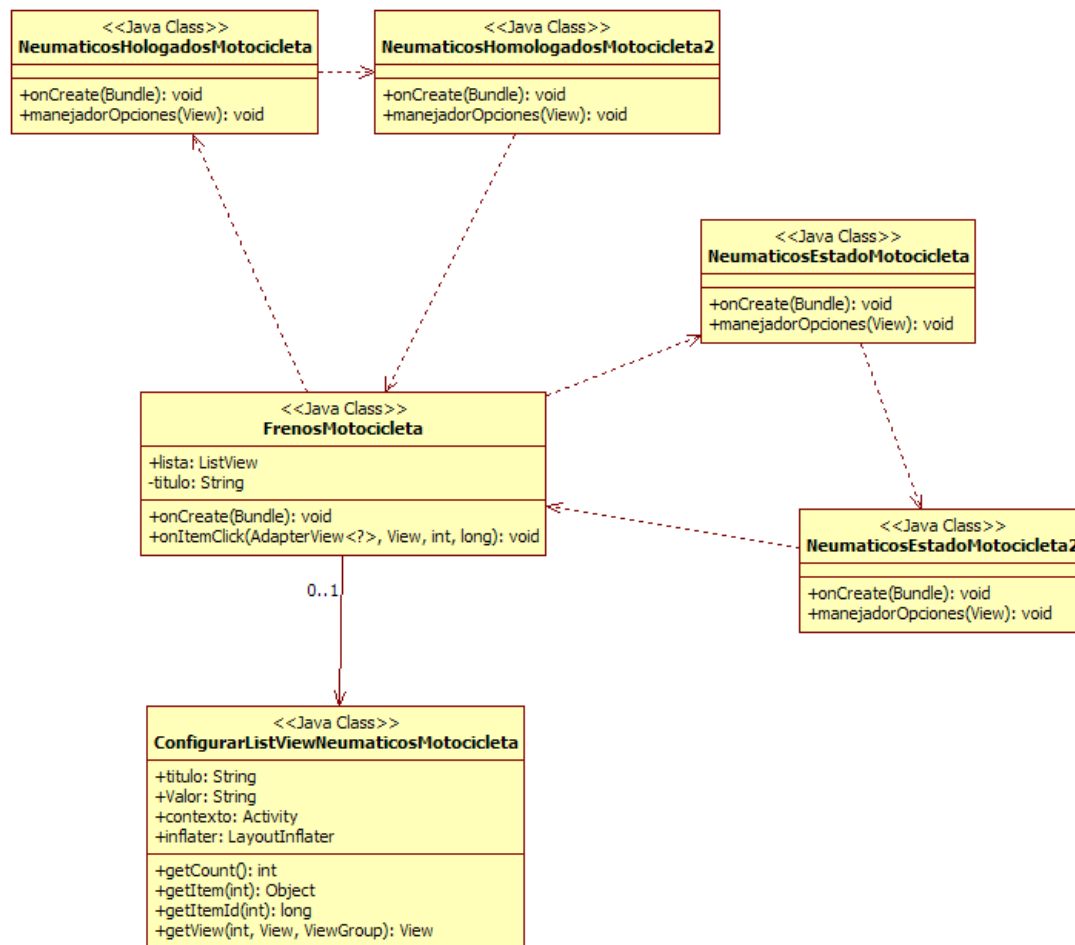 <<Java Class>>
NeumaticosHologadosMotocicleta
+onCreate(Bundle): void
+manejadorOpciones(View): void
<<Java Class>>
NeumaticosHomologadosMotocicleta2
+onCreate(Bundle): void
+manejadorOpciones(View): void
<<Java Class>>
NeumaticosEstadoMotocicleta
+onCreate(Bundle): void
+manejadorOpciones(View): void
<<Java Class>>
FrenosMotocicleta
+lista: ListView
-titulo: String
+onCreate(Bundle): void
+onItemClick(AdapterView<?>, View, int, long): void
<<Java Class>>
NeumaticosEstadoMotocicleta2
+onCreate(Bundle): void
+manejadorOpciones(View): void
0..1
<<Java Class>>
ConfigurarListViewNeumaticosMotocicleta
+titulo: String
+Valor: String
+contexto: Activity
+inflater: LayoutInflater
+getCount(): int
+getItem(int): Object
+getItemId(int): long
+getView(int, View, ViewGroup): View